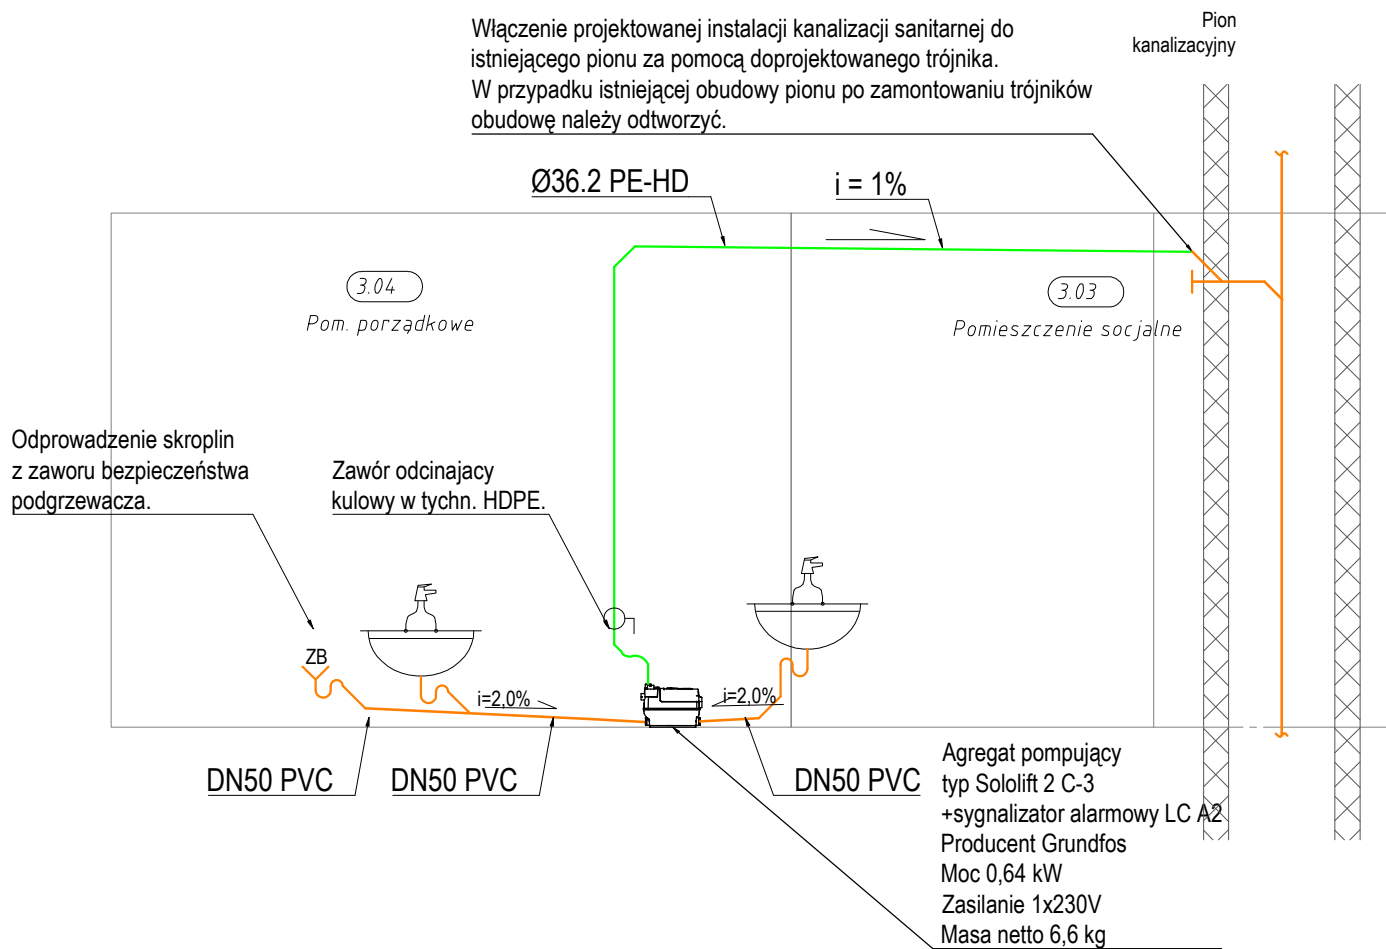 Włączenie projektowanej instalacji kanalizacji sanitarnej do
istniejącego pionu za pomocą doprojektowanego trójnika.
W przypadku istniejącej obudowy pionu po zamontowaniu trójników
obudowę należy odtworzyć.
Pion
kanalizacyjny
Ø36.2 PE-HD
i = 1%
3.04
Pom. porządkowe
3.03
Pomieszczenie socjalne
Odprowadzenie skroplin
z zaworu bezpieczeństwa
podgrzewacza.
Zawór odcinajacy
kulowy w tychn. HDPE.
ZB
i=2,0%
i=2,0%
DN50 PVC
DN50 PVC
DN50 PVC
Agregat pompujący
typ Sololift 2 C-3
+sygnalizator alarmowy LC A2
Producent Grundfos
Moc 0,64 kW
Zasilanie 1x230V
Masa netto 6,6 kg